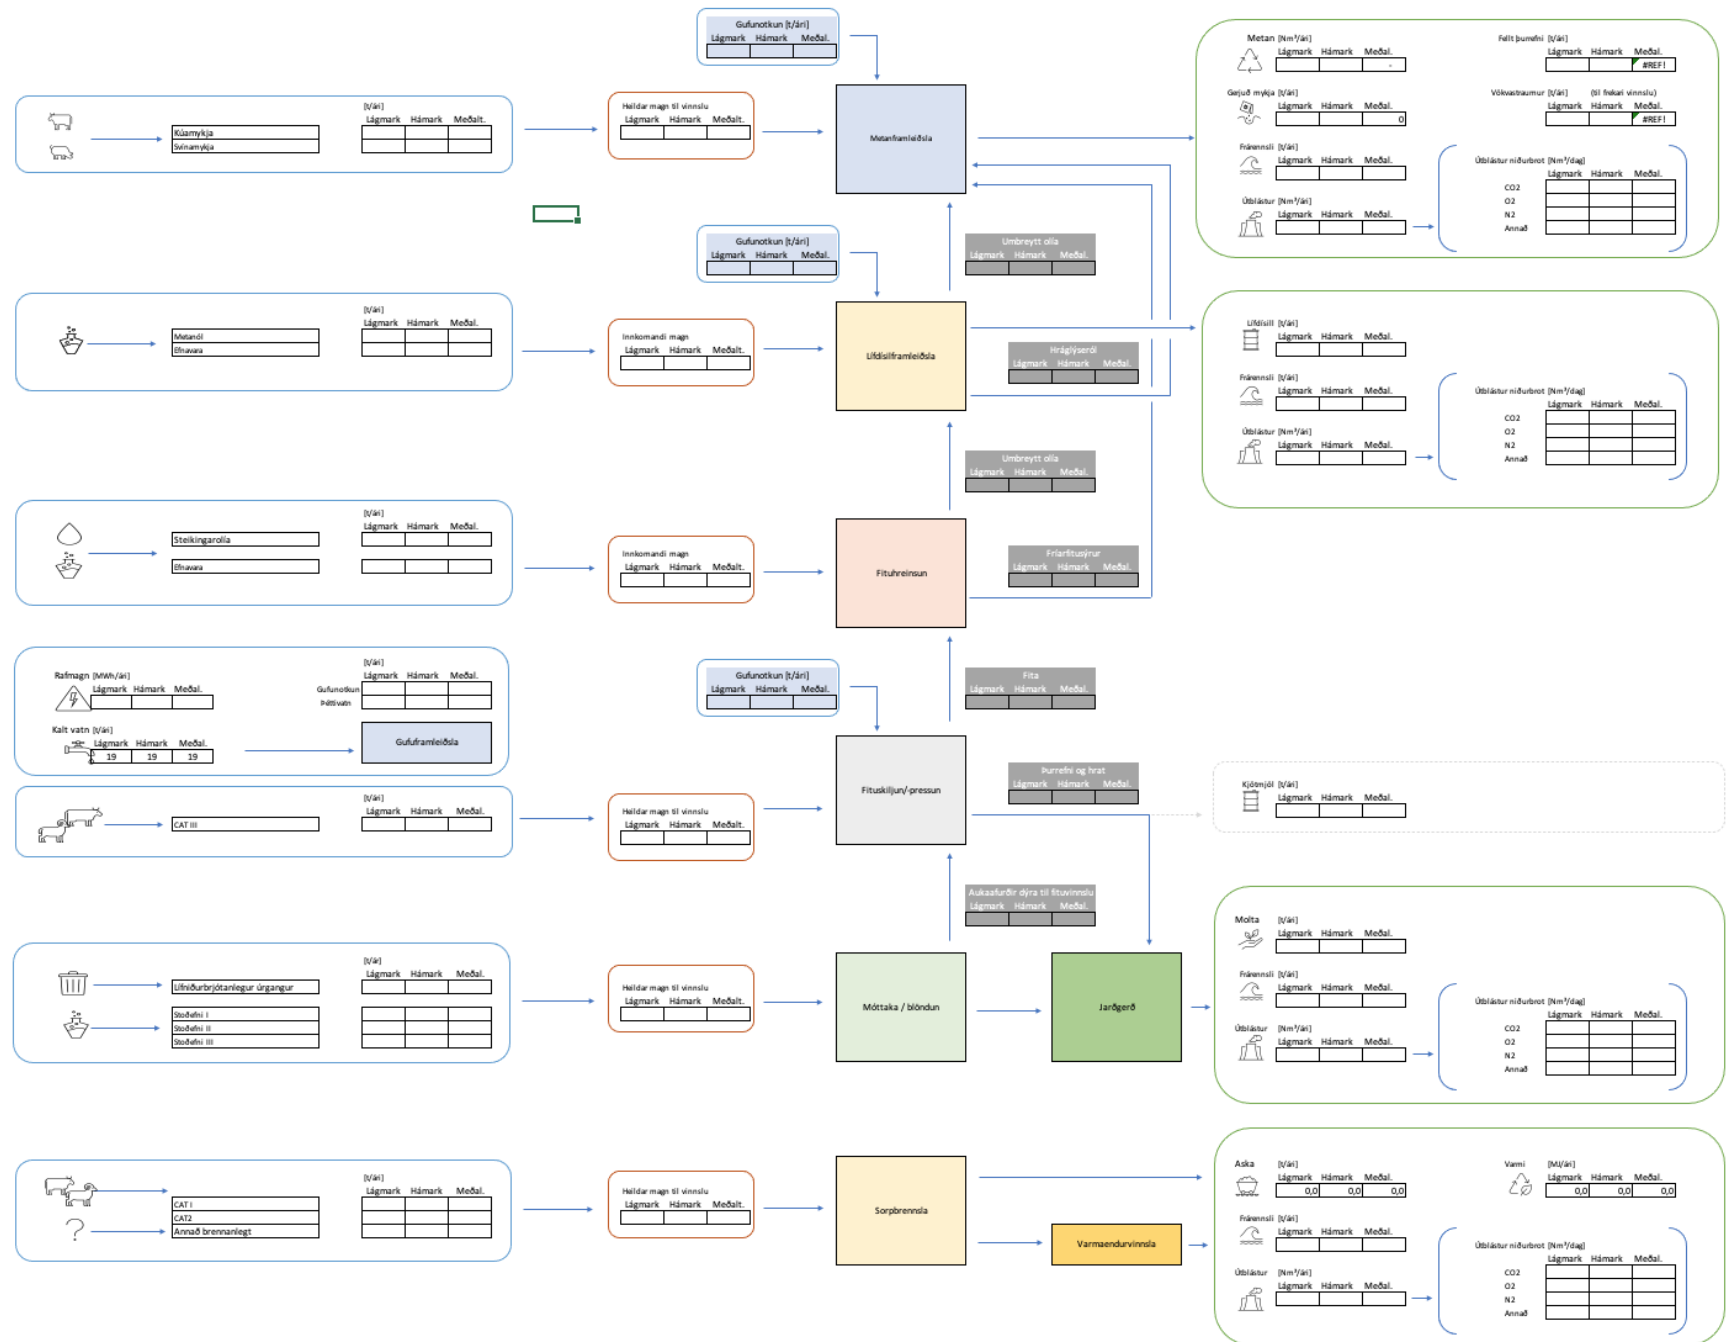 Gufunotkun [t/ári]
Lágmark Hámark Meðal.
Metan [Nm³/ári]
Lágmark Hámark Meðal.
-
Fellt þurrefni [t/ári]
Lágmark Hámark Meðal.
#REF!
Gerjuð mykja [t/ári]
Lágmark Hámark Meðal.
0
Vökvastraumur [t/ári] (til frekari vinnslu)
Lágmark Hámark Meðal.
#REF!
[t/ári]
Lágmark Hámark Meðalt.
Kúamykja
Svínamykja
Heildar magn til vinnslu
Lágmark Hámark Meðalt.
Metanframleiðsla
Frárennsli [t/ári]
Lágmark Hámark Meðal.
Útblástur [Nm³/ári]
Lágmark Hámark Meðal.
Útblástur niðurbrot [Nm³/dag]
Lágmark Hámark Meðal.
CO2
O2
N2
Annað
Gufunotkun [t/ári]
Lágmark Hámark Meðal.
Umbreytt olía
Lágmark Hámark Meðal.
[t/ári]
Lágmark Hámark Meðal.
Metanól
Efnavara
Innkomandi magn
Lágmark Hámark Meðalt.
Lífdísilframleiðsla
Hráglýseról
Lágmark Hámark Meðal.
Lífdísill [t/ári]
Lágmark Hámark Meðal.
Frárennsli [t/ári]
Lágmark Hámark Meðal.
Útblástur [Nm³/ári]
Lágmark Hámark Meðal.
Útblástur niðurbrot [Nm³/dag]
Lágmark Hámark Meðal.
CO2
O2
N2
Annað
Umbreytt olía
Lágmark Hámark Meðal.
[t/ári]
Lágmark Hámark Meðal.
Steikingarolía
Efnavara
Innkomandi magn
Lágmark Hámark Meðalt.
Fituhreinsun
Fríarfitusýrur
Lágmark Hámark Meðal.
Rafmagn [MWh/ári]
Lágmark Hámark Meðal.
[t/ári]
Lágmark Hámark Meðal.
Gufunotkun
Þéttivatn
Kalt vatn [t/ári]
Lágmark Hámark Meðal.
19 19 19
Gufuframleiðsla
Gufunotkun [t/ári]
Lágmark Hámark Meðal.
Fita
Lágmark Hámark Meðal.
[t/ári]
Lágmark Hámark Meðal.
CAT III
Heildar magn til vinnslu
Lágmark Hámark Meðalt.
Fituskiljun/-pressun
Þurrefni og hrat
Lágmark Hámark Meðal.
Kjötmjöl [t/ári]
Lágmark Hámark Meðal.
Aukaafurðir dýra til fituvinnslu
Lágmark Hámark Meðal.
[t/ár]
Lágmark Hámark Meðal.
Lífniðurbrjótanlegur úrgangur
Stoðefni I
Stoðefni II
Stoðefni III
Heildar magn til vinnslu
Lágmark Hámark Meðalt.
Móttaka / blöndun
Jarðgerð
Molta [t/ári]
Lágmark Hámark Meðal.
Frárennsli [t/ári]
Lágmark Hámark Meðal.
Útblástur [Nm³/ári]
Lágmark Hámark Meðal.
Útblástur niðurbrot [Nm³/dag]
Lágmark Hámark Meðal.
CO2
O2
N2
Annað
[t/ári]
Lágmark Hámark Meðal.
CAT I
CAT2
Annað brennanlegt
Heildar magn til vinnslu
Lágmark Hámark Meðalt.
Sorpbrennsla
Varmaendurvinnsla
Aska [t/ári]
Lágmark Hámark Meðal.
0,0 0,0 0,0
Varmi [MJ/ári]
Lágmark Hámark Meðal.
0,0 0,0 0,0
Frárennsli [t/ári]
Lágmark Hámark Meðal.
Útblástur [Nm³/ári]
Lágmark Hámark Meðal.
Útblástur niðurbrot [Nm³/dag]
Lágmark Hámark Meðal.
CO2
O2
N2
Annað